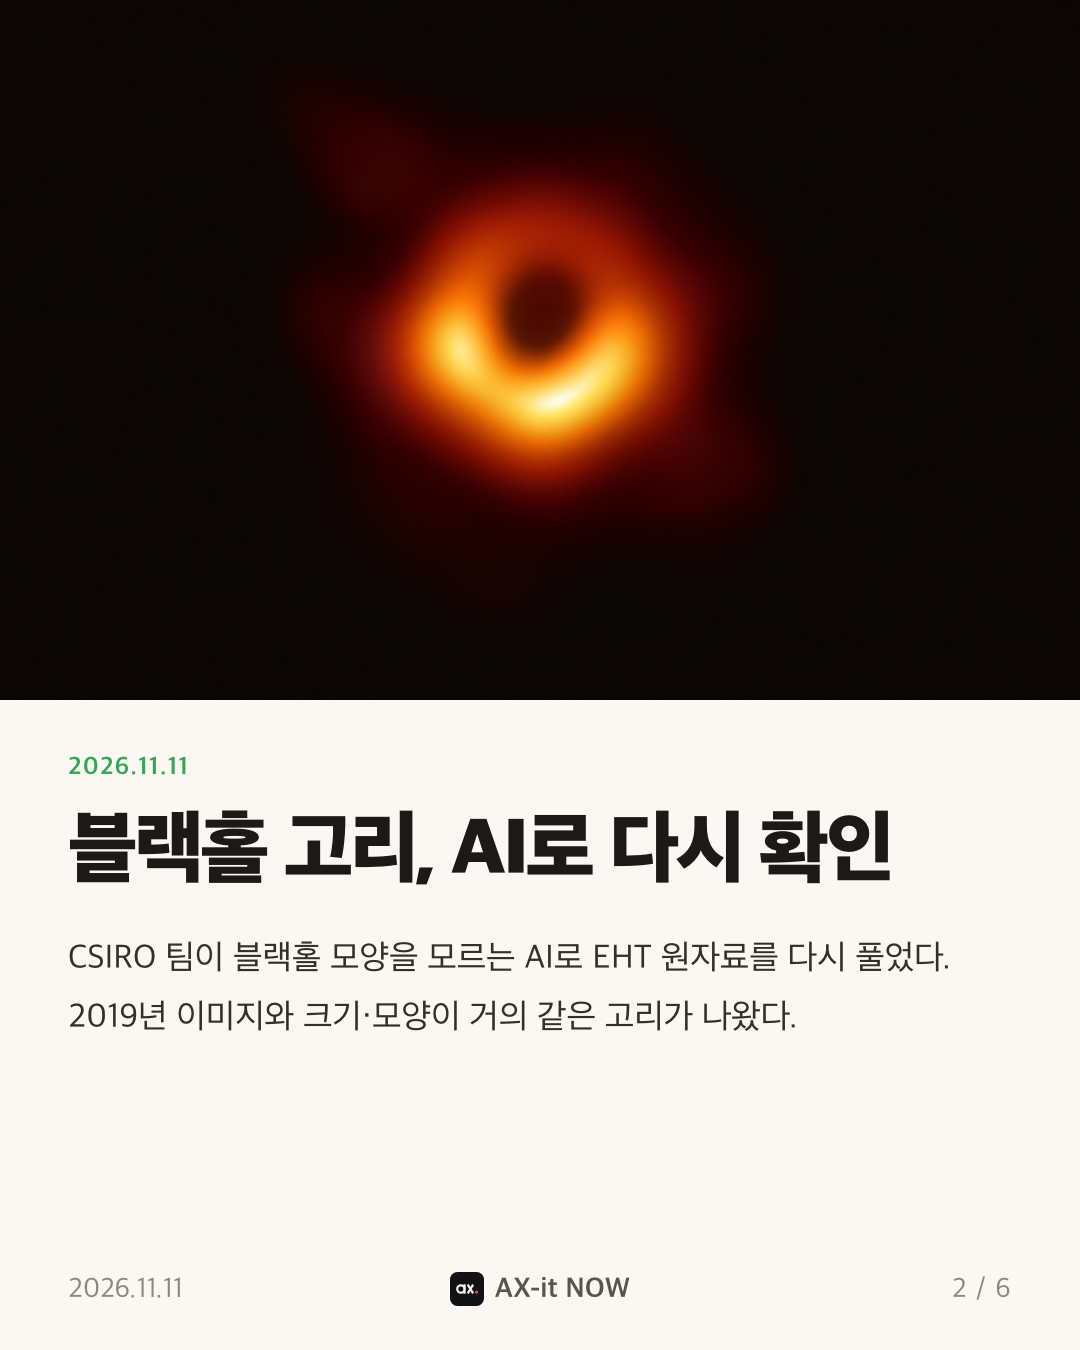 2026.11.11
블랙홀 고리, AI로 다시 확인
CSIRO 팀이 블랙홀 모양을 모르는 AI로 EHT 원자료를 다시 풀었다.
2019년 이미지와 크기·모양이 거의 같은 고리가 나왔다.
2026.11.11
ax. AX-it NOW
2 / 6